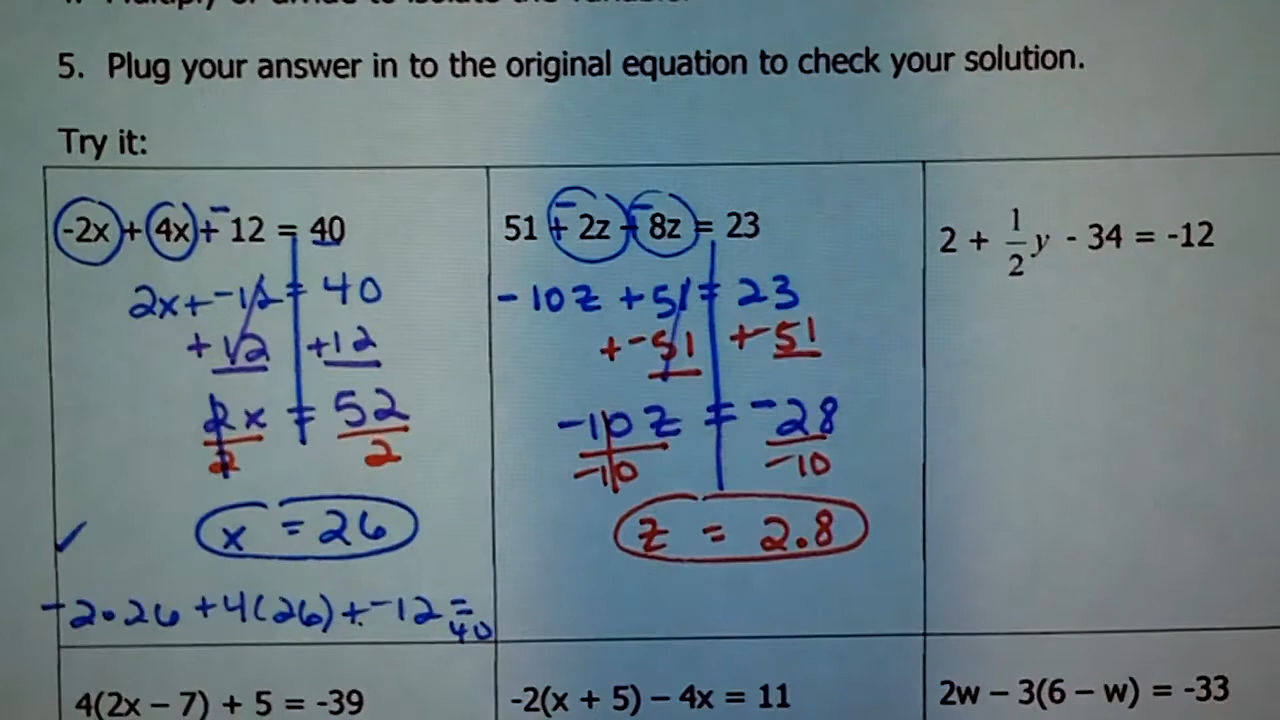 5. Plug your answer in to the original equation to check your solution.
Try it:
-2x + 4x + -12 = 40
2x + -12 = 40
+12 +12
2x = 52
2 2
x = 26
-2•26 + 4(26) + -12 = 40
51 + -2z + -8z = 23
-10z + 51 = 23
+ -51 + -51
-10z = -28
-10 -10
z = 2.8
2 + 1/2 y - 34 = -12
4(2x – 7) + 5 = -39
-2(x + 5) – 4x = 11
2w – 3(6 – w) = -33